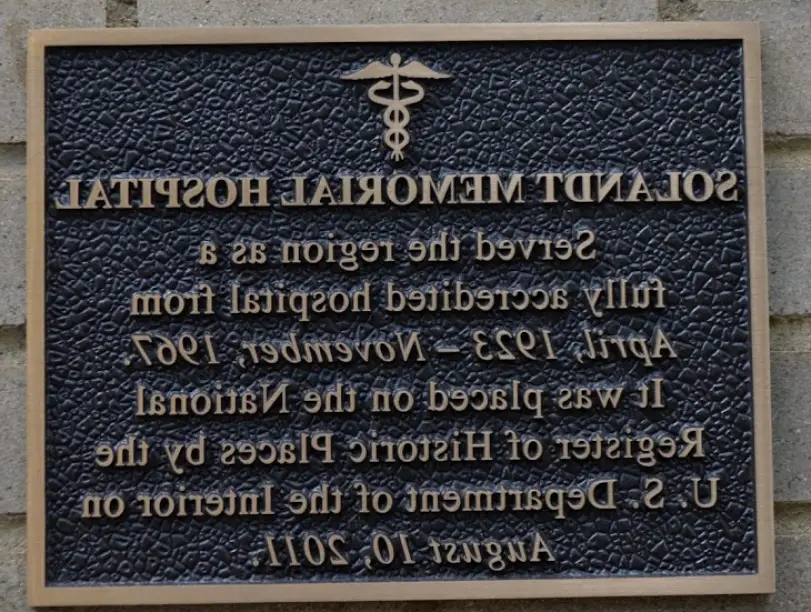 SOLANDT MEMORIAL HOSPITAL
Served the region as a
fully accredited hospital from
April, 1923 – November, 1967.
It was placed on the National
Register of Historic Places by the
U. S. Department of the Interior on
August 10, 2011.